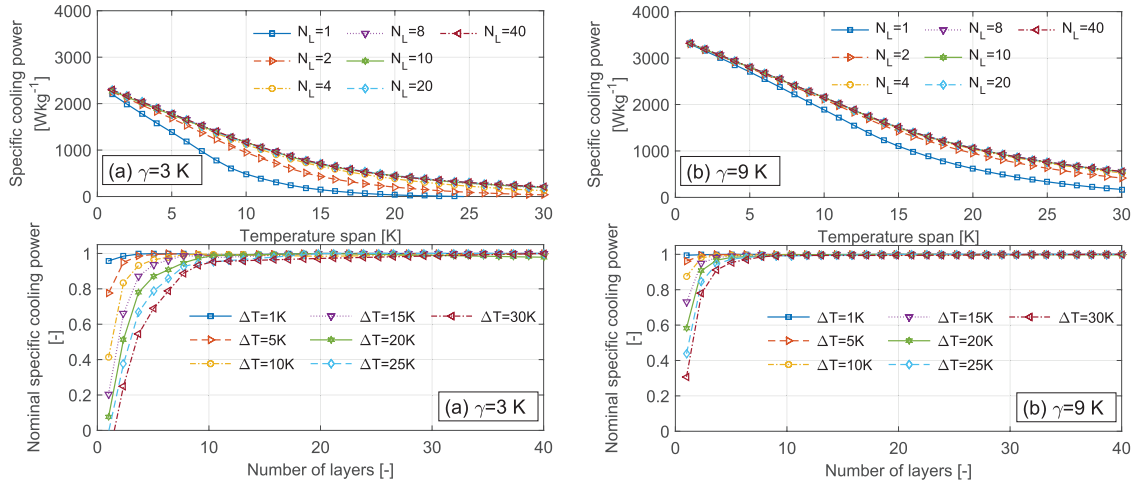 Specific cooling power
[Wkg⁻¹]
4000
3000
2000
1000
0
N_L=1
N_L=8
N_L=40
N_L=2
N_L=10
N_L=4
N_L=20
(a) γ=3 K
0 5 10 15 20 25 30
Temperature span [K]
Specific cooling power
[Wkg⁻¹]
4000
3000
2000
1000
0
N_L=1
N_L=8
N_L=40
N_L=2
N_L=10
N_L=4
N_L=20
(b) γ=9 K
0 5 10 15 20 25 30
Temperature span [K]
Nominal specific cooling power
[-]
1
0.8
0.6
0.4
0.2
0
ΔT=1K
ΔT=15K
ΔT=30K
ΔT=5K
ΔT=20K
ΔT=10K
ΔT=25K
(a) γ=3 K
0 10 20 30 40
Number of layers [-]
Nominal specific cooling power
[-]
1
0.8
0.6
0.4
0.2
0
ΔT=1K
ΔT=15K
ΔT=30K
ΔT=5K
ΔT=20K
ΔT=10K
ΔT=25K
(b) γ=9 K
0 10 20 30 40
Number of layers [-]